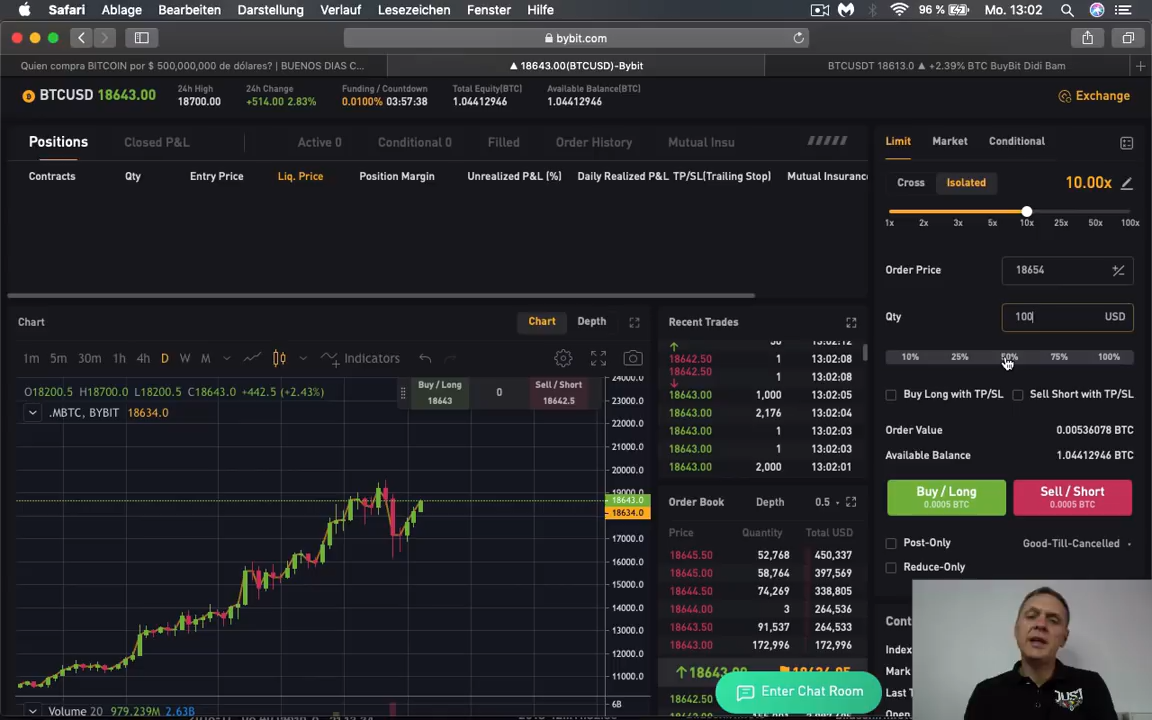 Safari Ablage Bearbeiten Darstellung Verlauf Lesezeichen Fenster Hilfe 96 % Mo. 13:02
bybit.com
Quien compra BITCOIN por $ 500,000,000 de dólares? | BUENOS DIAS C... ▲ 18643.00(BTCUSD)-Bybit BTCUSDT 18613.0 ▲ +2.39% BTC BuyBit Didi Bam
BTCUSD 18643.00
24h High
18700.00
24h Change
+514.00 2.83%
Funding / Countdown
0.0100% 03:57:38
Total Equity(BTC)
1.04412946
Available Balance(BTC)
1.04412946
Exchange
Positions Closed P&L Active 0 Conditional 0 Filled Order History Mutual Insu
Contracts Qty Entry Price Liq. Price Position Margin Unrealized P&L (%) Daily Realized P&L TP/SL(Trailing Stop) Mutual Insurance
Limit Market Conditional
Cross Isolated 10.00x
1x 2x 3x 5x 10x 25x 50x 100x
Order Price 18654
Qty 100 USD
10% 25% 50% 75% 100%
Buy Long with TP/SL Sell Short with TP/SL
Order Value 0.00536078 BTC
Available Balance 1.04412946 BTC
Buy / Long
0.0005 BTC
Sell / Short
0.0005 BTC
Post-Only Good-Till-Cancelled
Reduce-Only
Chart Chart Depth
1m 5m 30m 1h 4h D W M Indicators
O18200.5 H18700.0 L18200.5 C18643.0 +442.5 (+2.43%)
.MBTC, BYBIT 18634.0
Buy / Long
18643
0
Sell / Short
18642.5
24000.0
23000.0
22000.0
21000.0
20000.0
19000.0
18643.0
18634.0
17000.0
16000.0
15000.0
14000.0
13000.0
12000.0
11000.0
Volume 20 979.239M 2.63B 6B
Recent Trades
18642.50 1 13:02:08
18642.50 1 13:02:08
18643.00 1,000 13:02:05
18643.00 2,176 13:02:04
18643.00 1 13:02:03
18643.00 1 13:02:03
18643.00 2,000 13:02:01
Order Book Depth 0.5
Price Quantity Total USD
18645.50 52,768 450,337
18645.00 58,764 397,569
18644.50 74,269 338,805
18644.00 3 264,536
18643.50 91,537 264,533
18643.00 172,996 172,996
18642.50
Enter Chat Room
Cont
Index
Mark
Last T
JUST